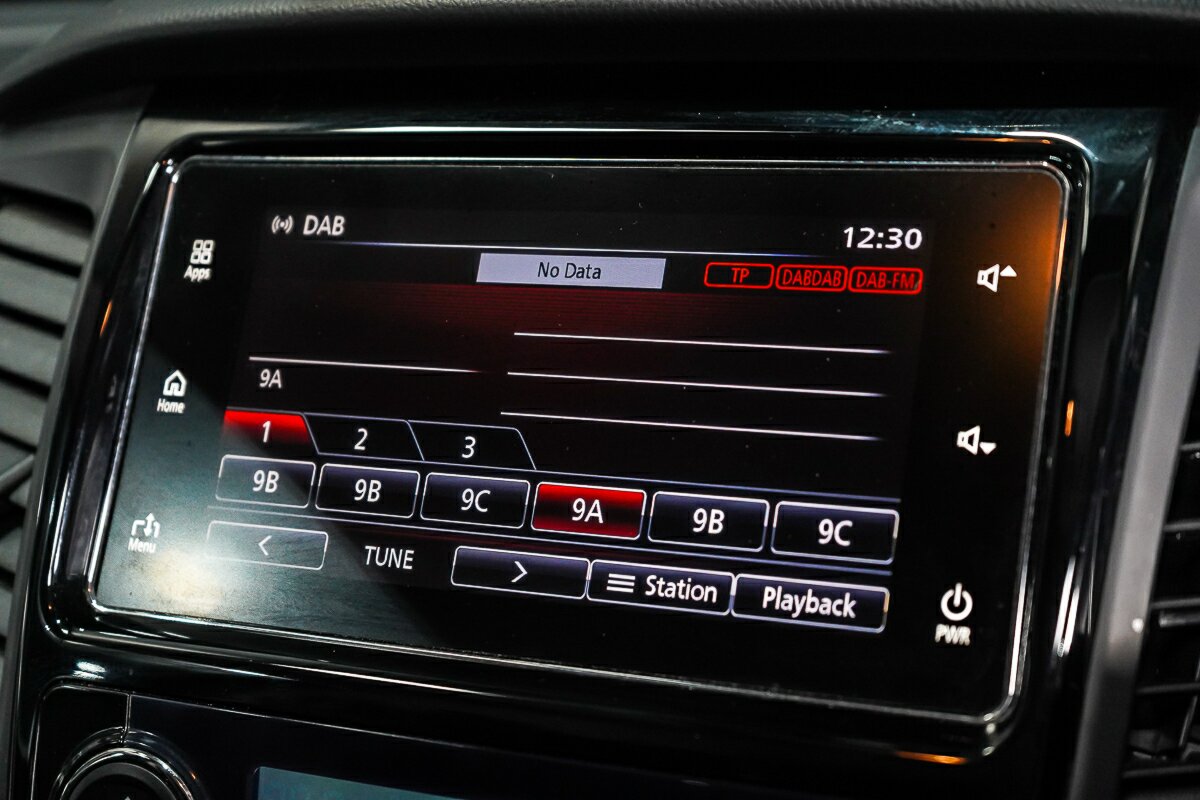 DAB 12:30
Apps
No Data
TP DABDAB DAB-FM
9A
Home
1 2 3
9B 9B 9C 9A 9B 9C
Menu
< TUNE > Station Playback
PWR